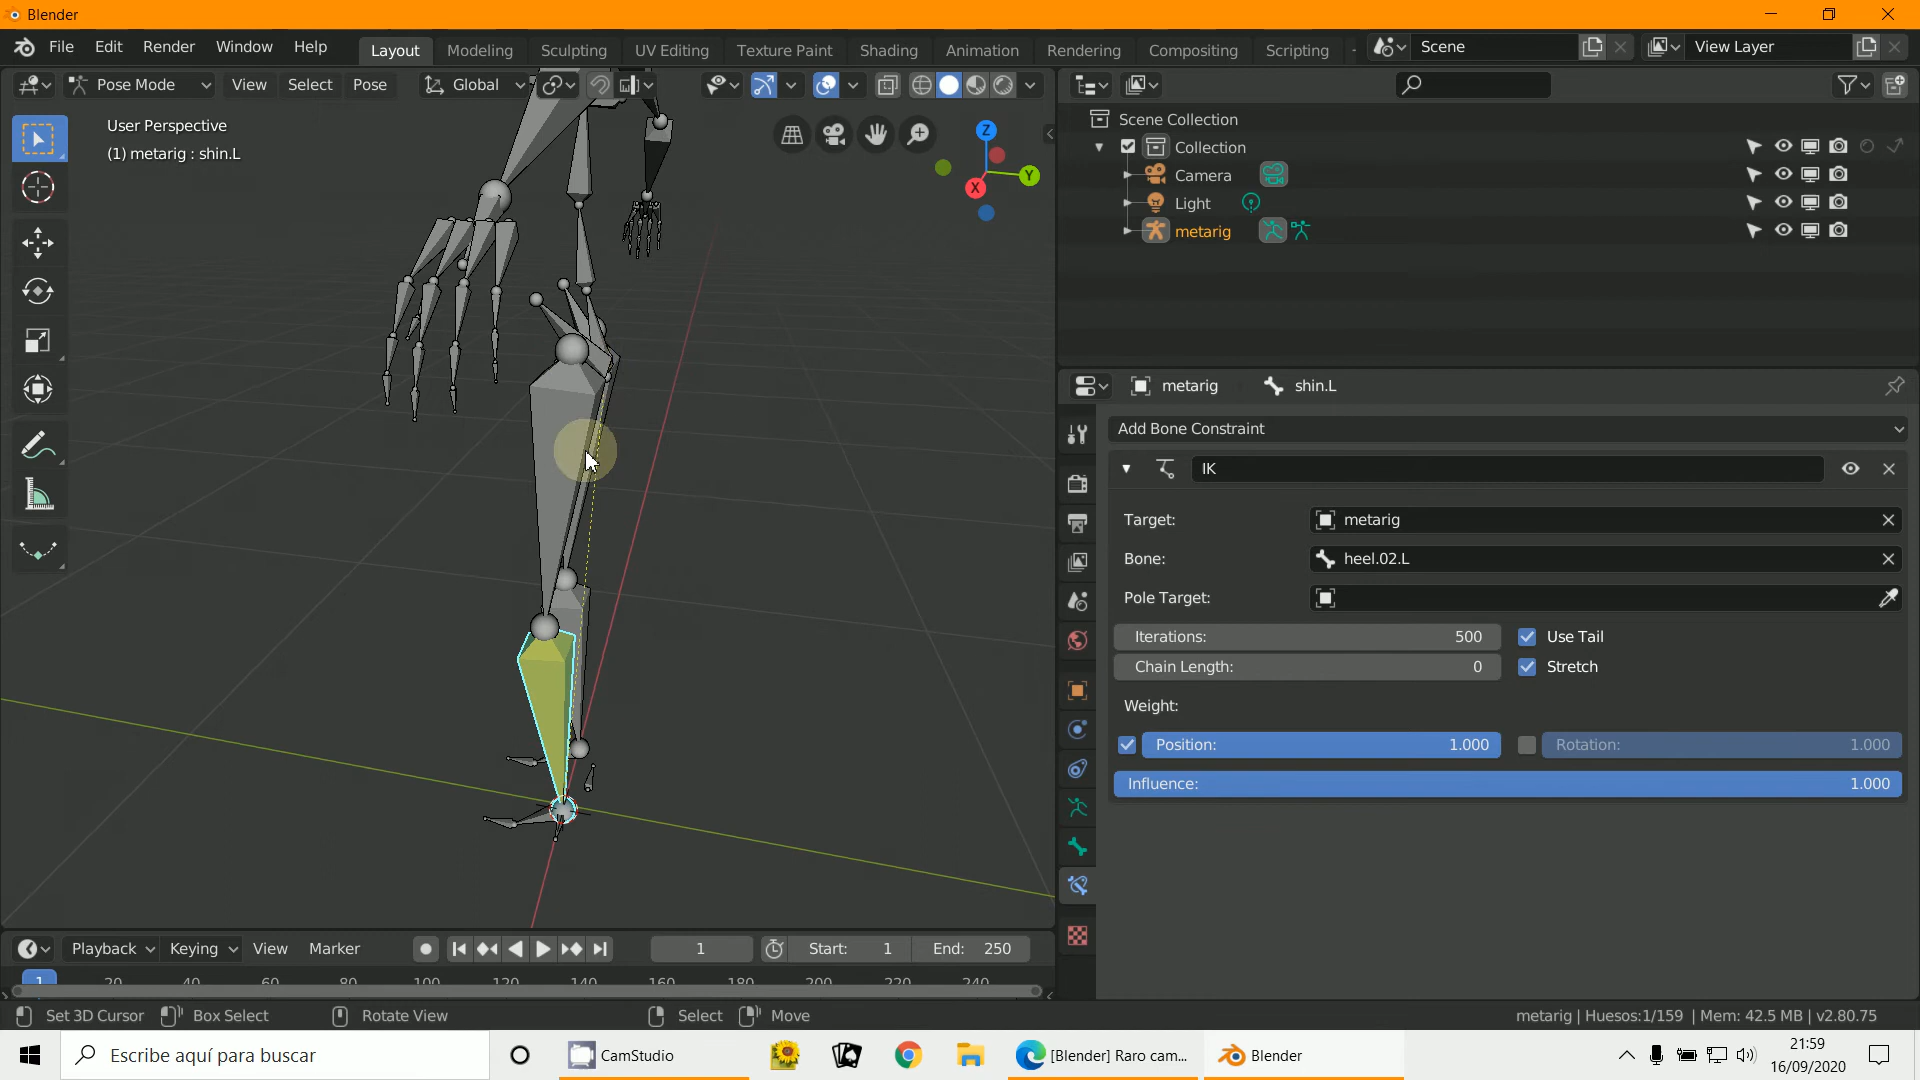 Blender
File Edit Render Window Help Layout Modeling Sculpting UV Editing Texture Paint Shading Animation Rendering Compositing Scripting Scene View Layer
Pose Mode View Select Pose Global
User Perspective
(1) metarig : shin.L
Z
Y
X
Scene Collection
Collection
Camera
Light
metarig
metarig shin.L
Add Bone Constraint
IK
Target: metarig
Bone: heel.02.L
Pole Target:
Iterations: 500 Use Tail
Chain Length: 0 Stretch
Weight:
Position: 1.000 Rotation: 1.000
Influence: 1.000
Playback Keying View Marker 1 Start: 1 End: 250
1 20 40 60 80 100 120 140 160 180 200 220 240
Set 3D Cursor Box Select Rotate View Select Move metarig | Huesos:1/159 | Mem: 42.5 MB | v2.80.75
Escribe aquí para buscar CamStudio [Blender] Raro cam... Blender 21:59
16/09/2020